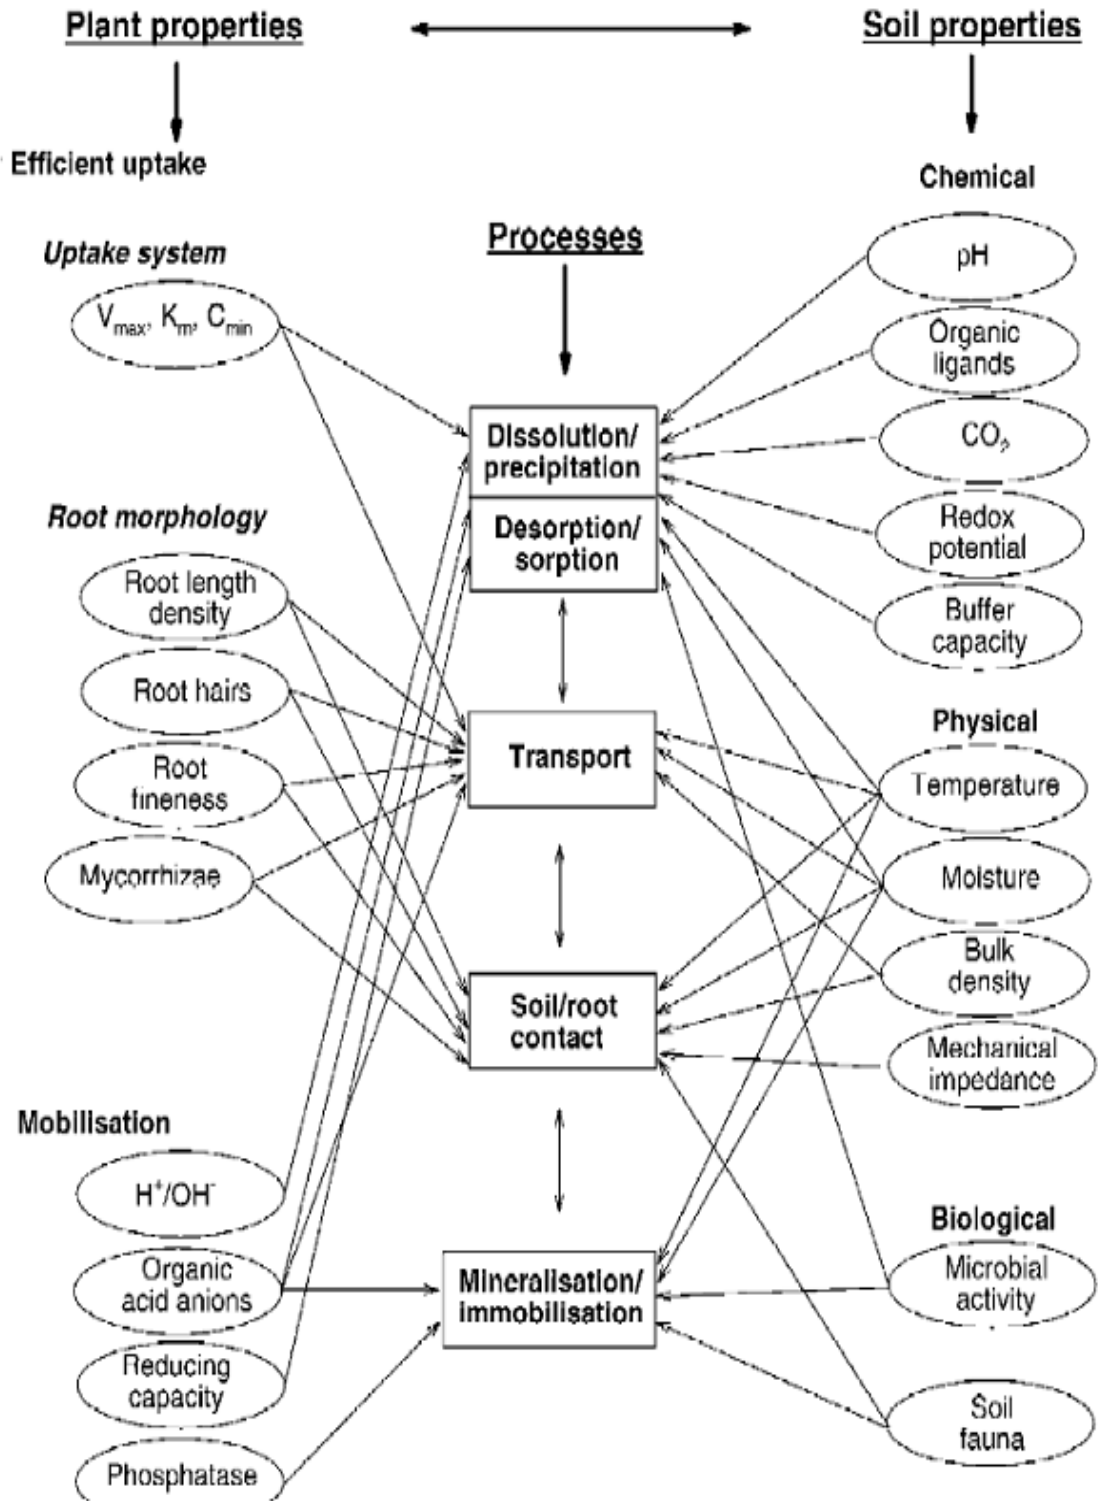 Plant properties
Soil properties
Efficient uptake
Chemical
Uptake system
Processes
V_max, K_m, C_min
pH
Organic
ligands
CO₂
Dissolution/
precipitation
Desorption/
sorption
Redox
potential
Buffer
capacity
Root morphology
Root length
density
Root hairs
Root
fineness
Mycorrhizae
Transport
Physical
Temperature
Moisture
Bulk
density
Mechanical
impedance
Soil/root
contact
Mobilisation
H⁺/OH⁻
Organic
acid anions
Reducing
capacity
Phosphatase
Mineralisation/
immobilisation
Biological
Microbial
activity
Soil
fauna